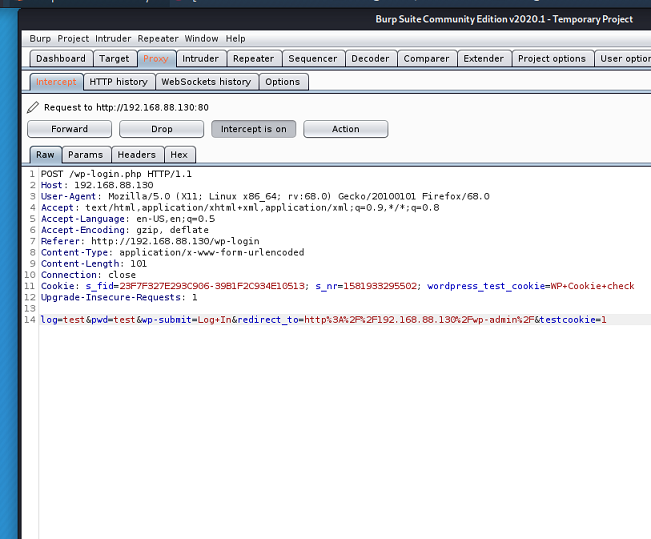 Burp Suite Community Edition v2020.1 - Temporary Project
Burp Project Intruder Repeater Window Help
Dashboard Target Proxy Intruder Repeater Sequencer Decoder Comparer Extender Project options User option
Intercept HTTP history WebSockets history Options
Request to http://192.168.88.130:80
Forward Drop Intercept is on Action
Raw Params Headers Hex
1 POST /wp-login.php HTTP/1.1
2 Host: 192.168.88.130
3 User-Agent: Mozilla/5.0 (X11; Linux x86_64; rv:68.0) Gecko/20100101 Firefox/68.0
4 Accept: text/html,application/xhtml+xml,application/xml;q=0.9,*/*;q=0.8
5 Accept-Language: en-US,en;q=0.5
6 Accept-Encoding: gzip, deflate
7 Referer: http://192.168.88.130/wp-login
8 Content-Type: application/x-www-form-urlencoded
9 Content-Length: 101
10 Connection: close
11 Cookie: s_fid=23F7F327E293C906-39B1F2C934E10513; s_nr=1581933295502; wordpress_test_cookie=WP+Cookie+check
12 Upgrade-Insecure-Requests: 1
13
14 log=test&pwd=test&wp-submit=Log+In&redirect_to=http%3A%2F%2F192.168.88.130%2Fwp-admin%2F&testcookie=1